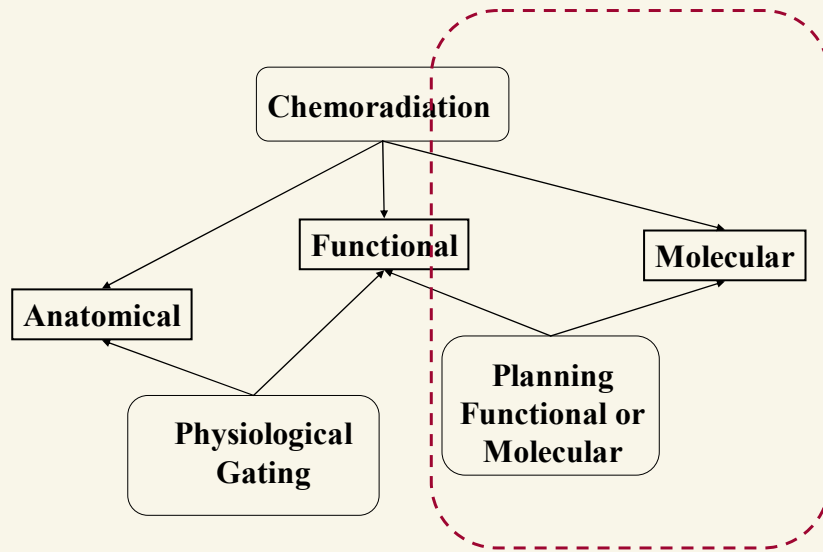 Chemoradiation
Functional
Molecular
Anatomical
Planning
Functional or
Molecular
Physiological
Gating